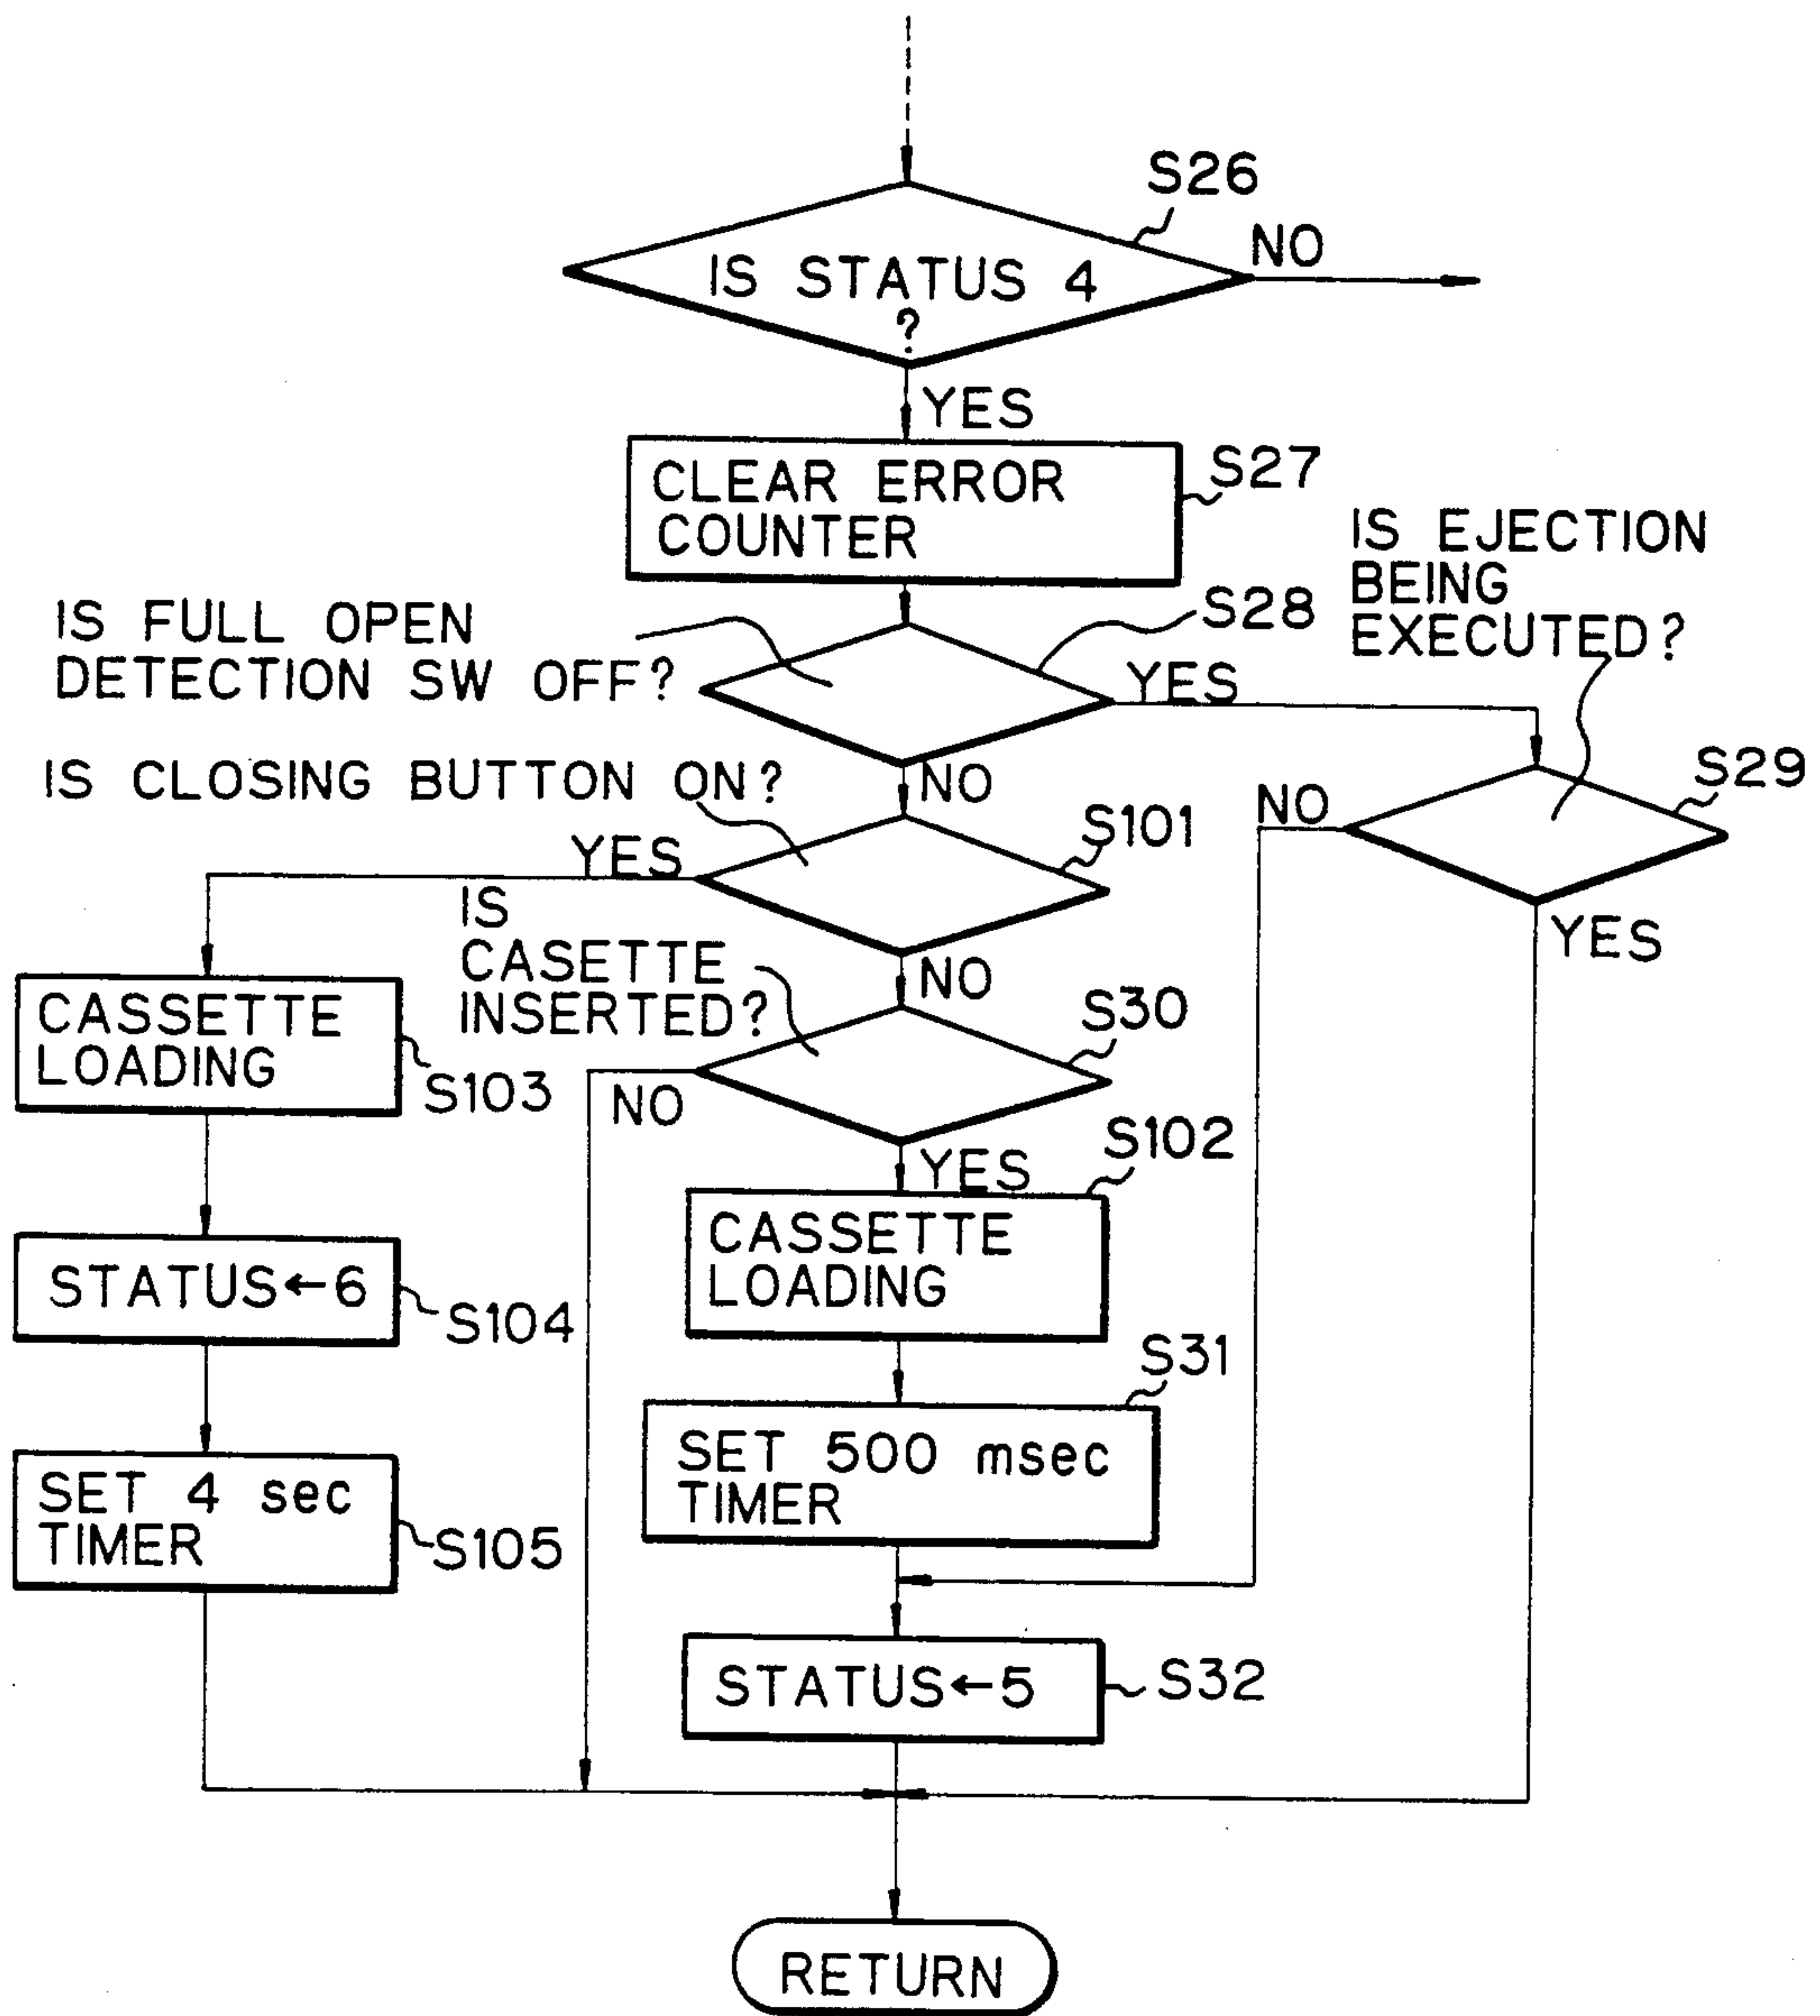 S26
NO
IS STATUS 4
?
YES
CLEAR ERROR
COUNTER
S27
IS EJECTION
BEING
EXECUTED?
IS FULL OPEN
DETECTION SW OFF?
S28
YES
NO
IS CLOSING BUTTON ON?
S29
NO
YES
S101
YES
NO
IS
CASETTE
INSERTED?
S30
NO
YES
CASSETTE
LOADING
S103
S102
CASSETTE
LOADING
STATUS←6
S104
S31
SET 500 msec
TIMER
SET 4 sec
TIMER
S105
STATUS←5
S32
RETURN